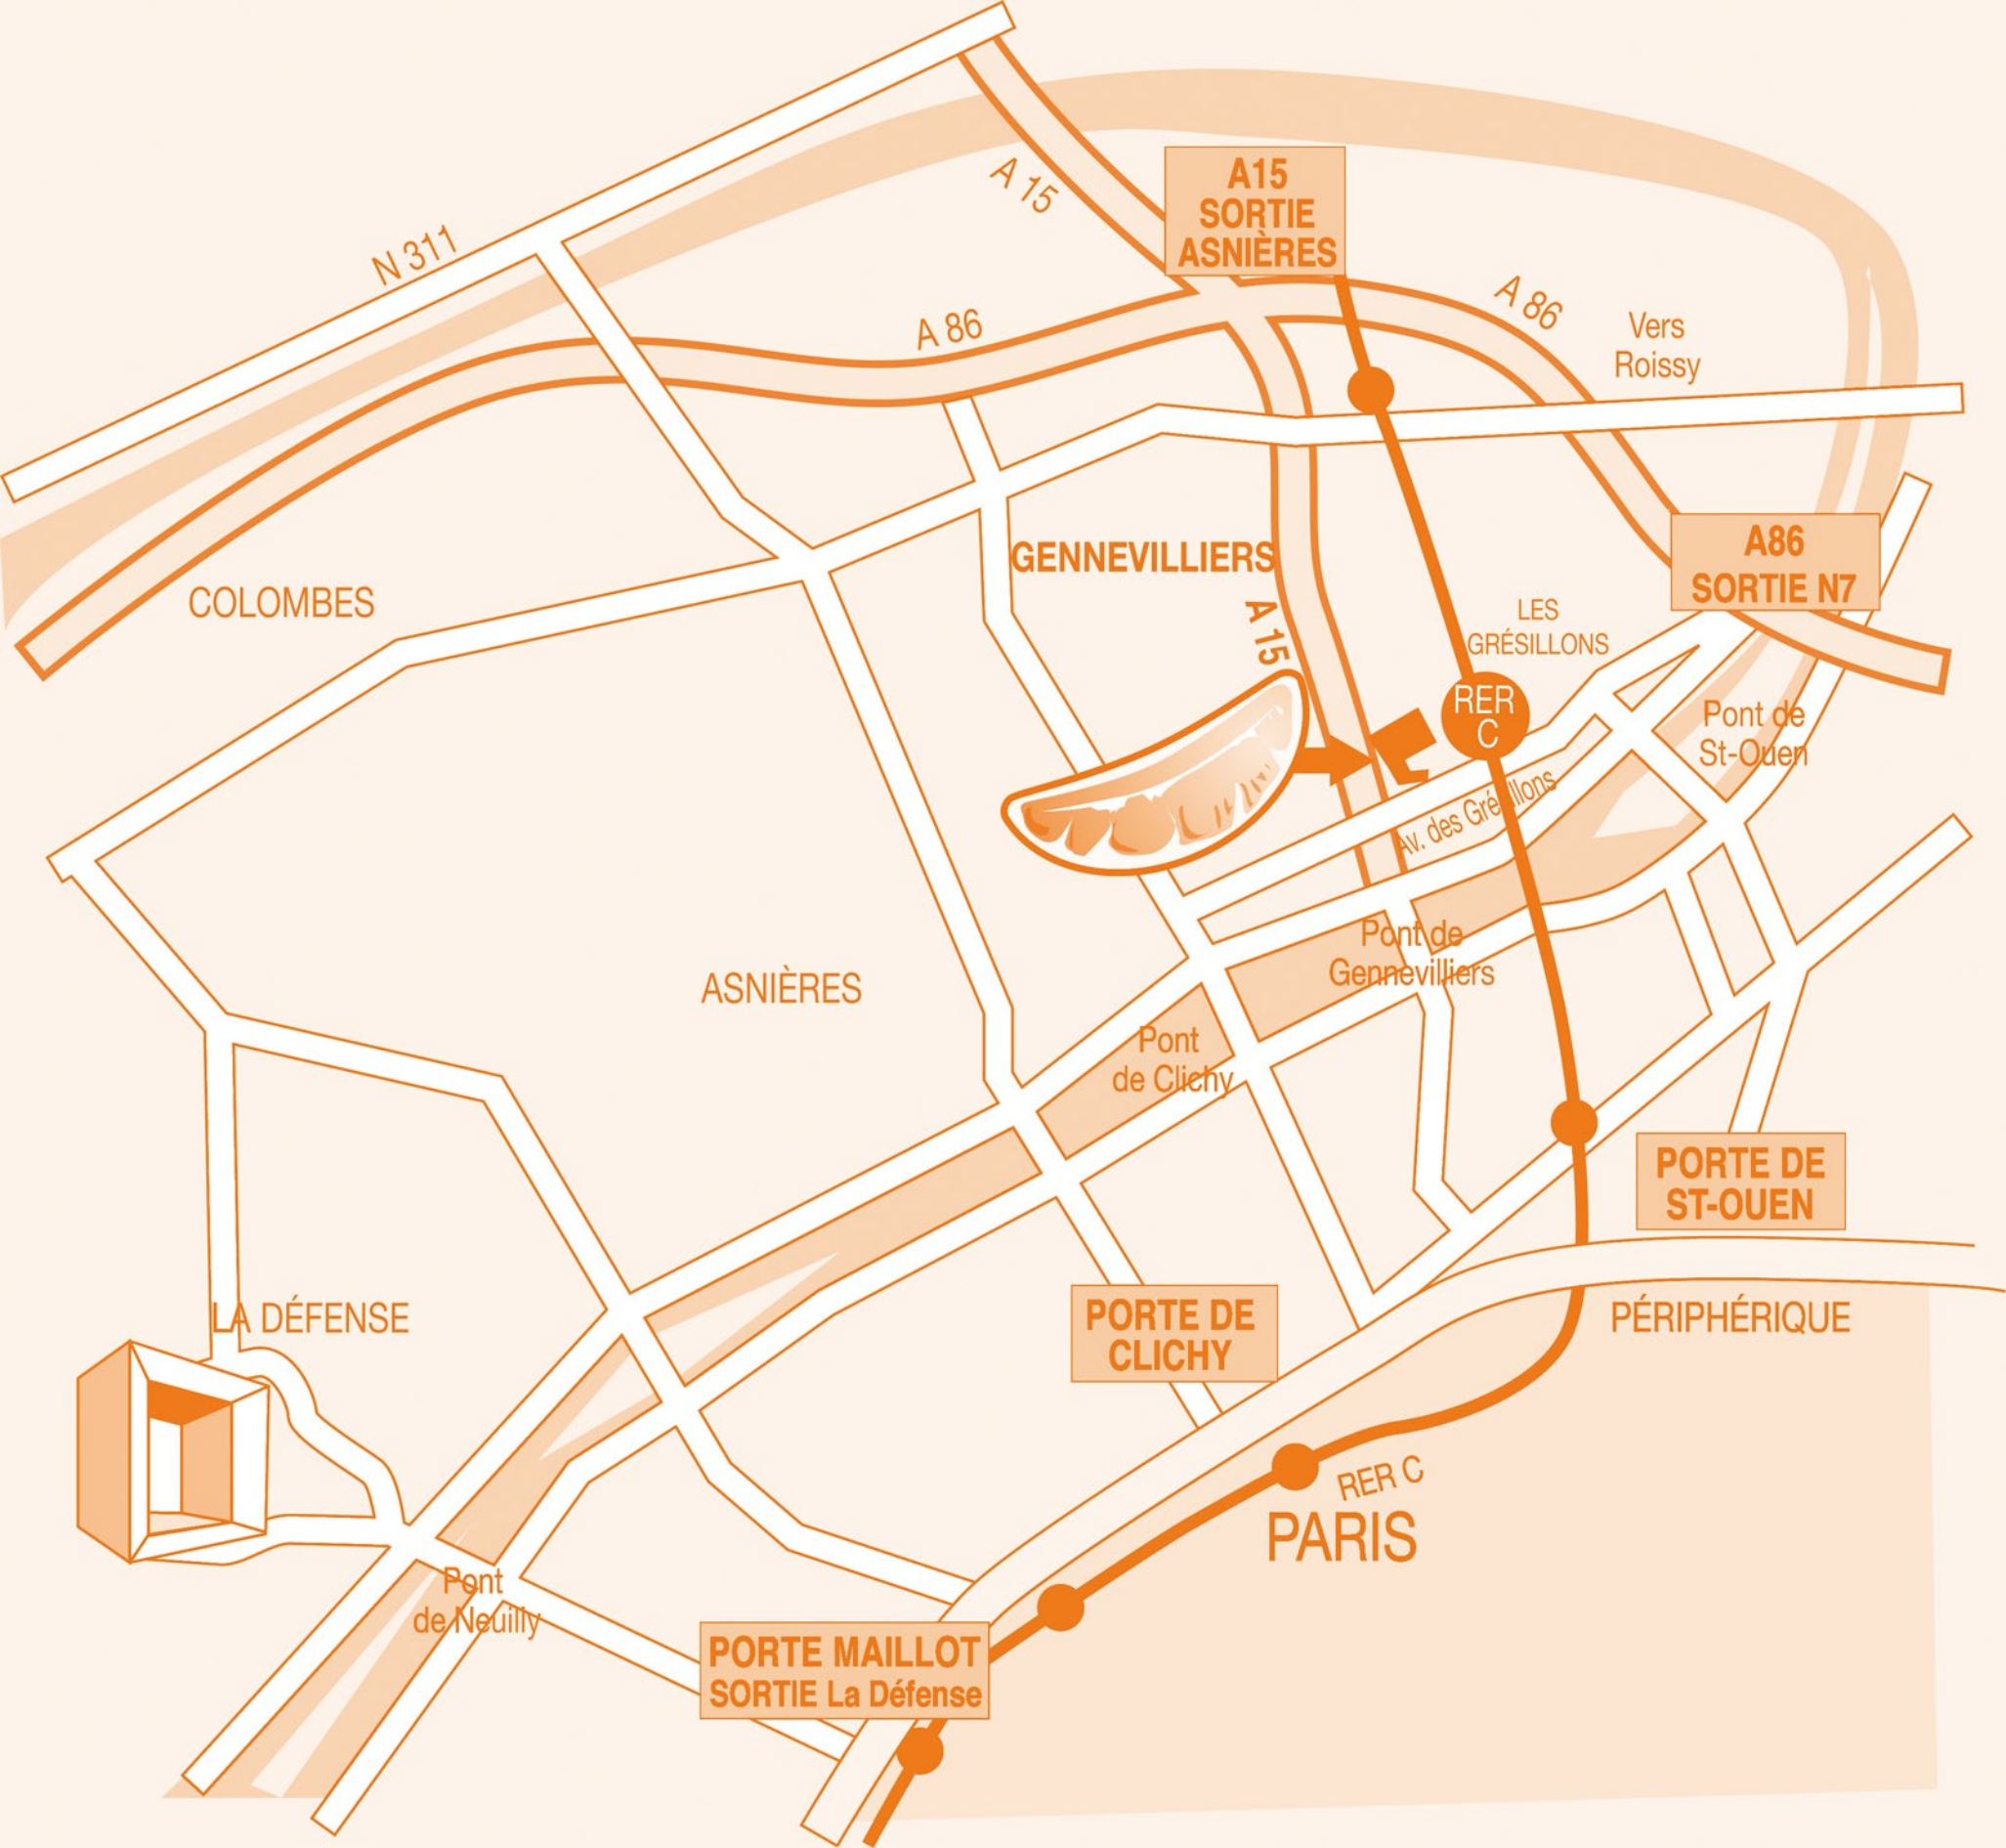 A 15
A15
SORTIE
ASNIÈRES
N 311
A 86
A 86
Vers
Roissy
GENNEVILLIERS
A86
SORTIE N7
COLOMBES
A 15
LES
GRÉSILLONS
RER
C
Pont de
St-Ouen
Av. des Grésillons
Pont de
Gennevilliers
ASNIÈRES
Pont
de Clichy
PORTE DE
ST-OUEN
LA DÉFENSE
PORTE DE
CLICHY
PÉRIPHÉRIQUE
RER C
PARIS
Pont
de Neuilly
PORTE MAILLOT
SORTIE La Défense